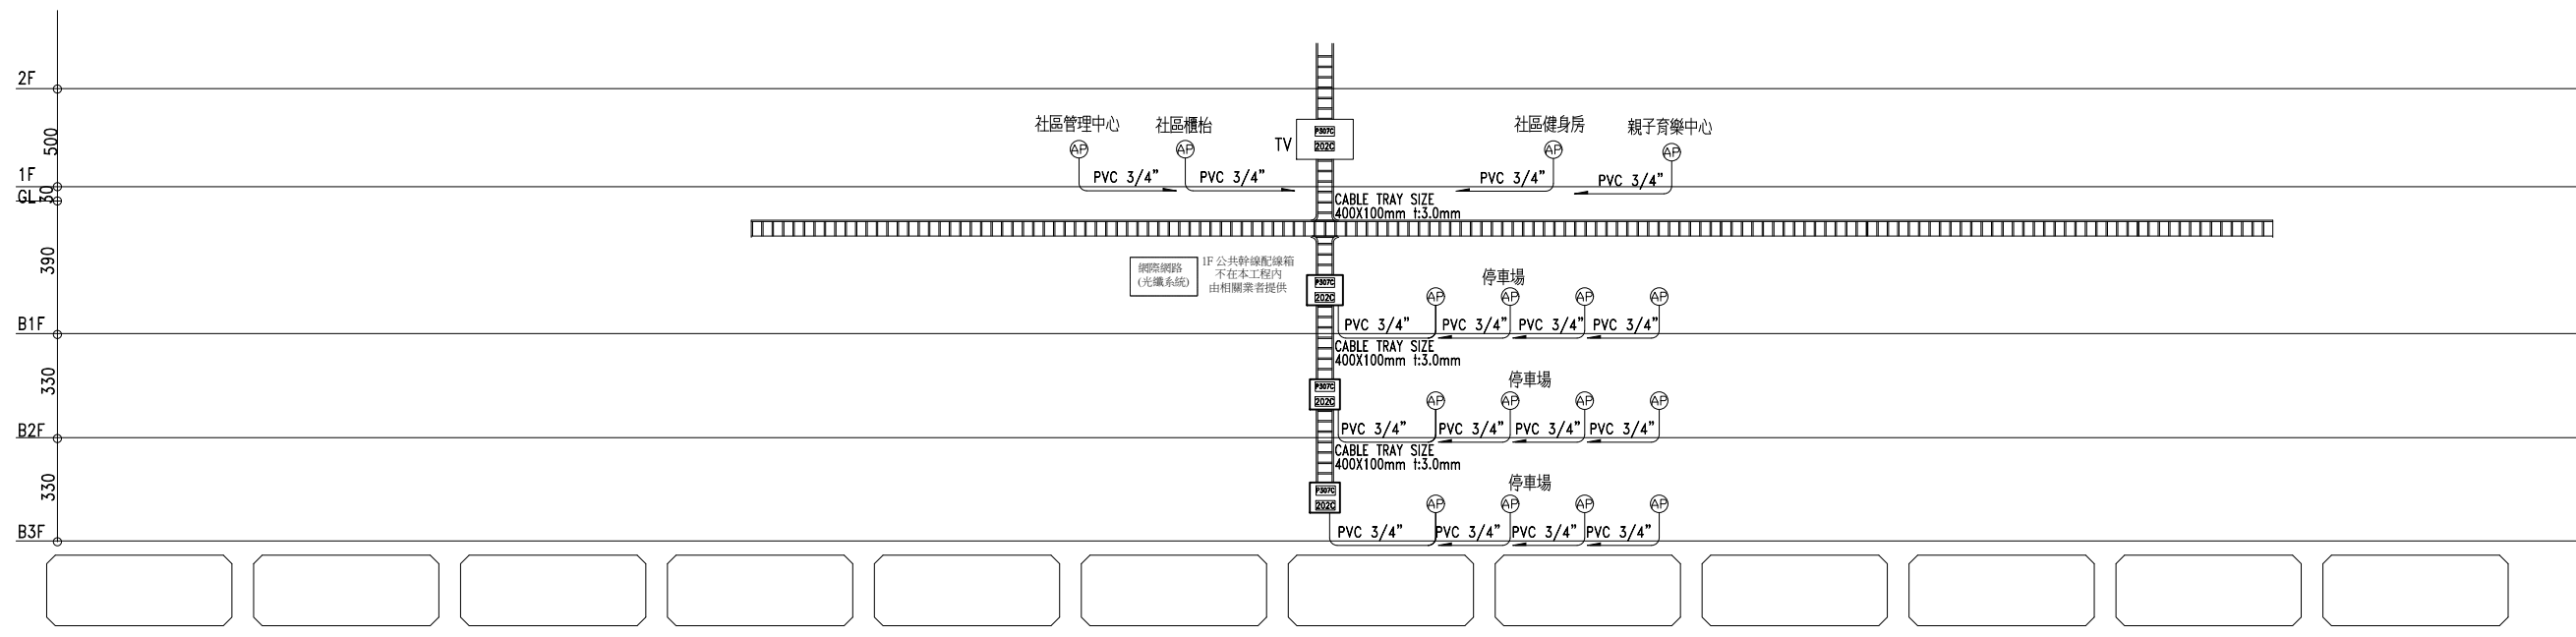 2F
500
社區管理中心
社區櫃枱
社區健身房
親子育樂中心
AP
AP
TV
P307C
202C
AP
AP
1F
PVC 3/4”
PVC 3/4”
PVC 3/4”
PVC 3/4”
GL
30
CABLE TRAY SIZE
400X100mm t:3.0mm
390
網際網路
(光纖系統)
1F 公共幹線配線箱
不在本工程內
由相關業者提供
P307C
202C
停車場
AP
AP
AP
AP
B1F
PVC 3/4”
PVC 3/4”
PVC 3/4”
PVC 3/4”
CABLE TRAY SIZE
400X100mm t:3.0mm
330
P307C
202C
停車場
AP
AP
AP
AP
B2F
PVC 3/4”
PVC 3/4”
PVC 3/4”
PVC 3/4”
CABLE TRAY SIZE
400X100mm t:3.0mm
330
P307C
202C
停車場
AP
AP
AP
AP
B3F
PVC 3/4”
PVC 3/4”
PVC 3/4”
PVC 3/4”